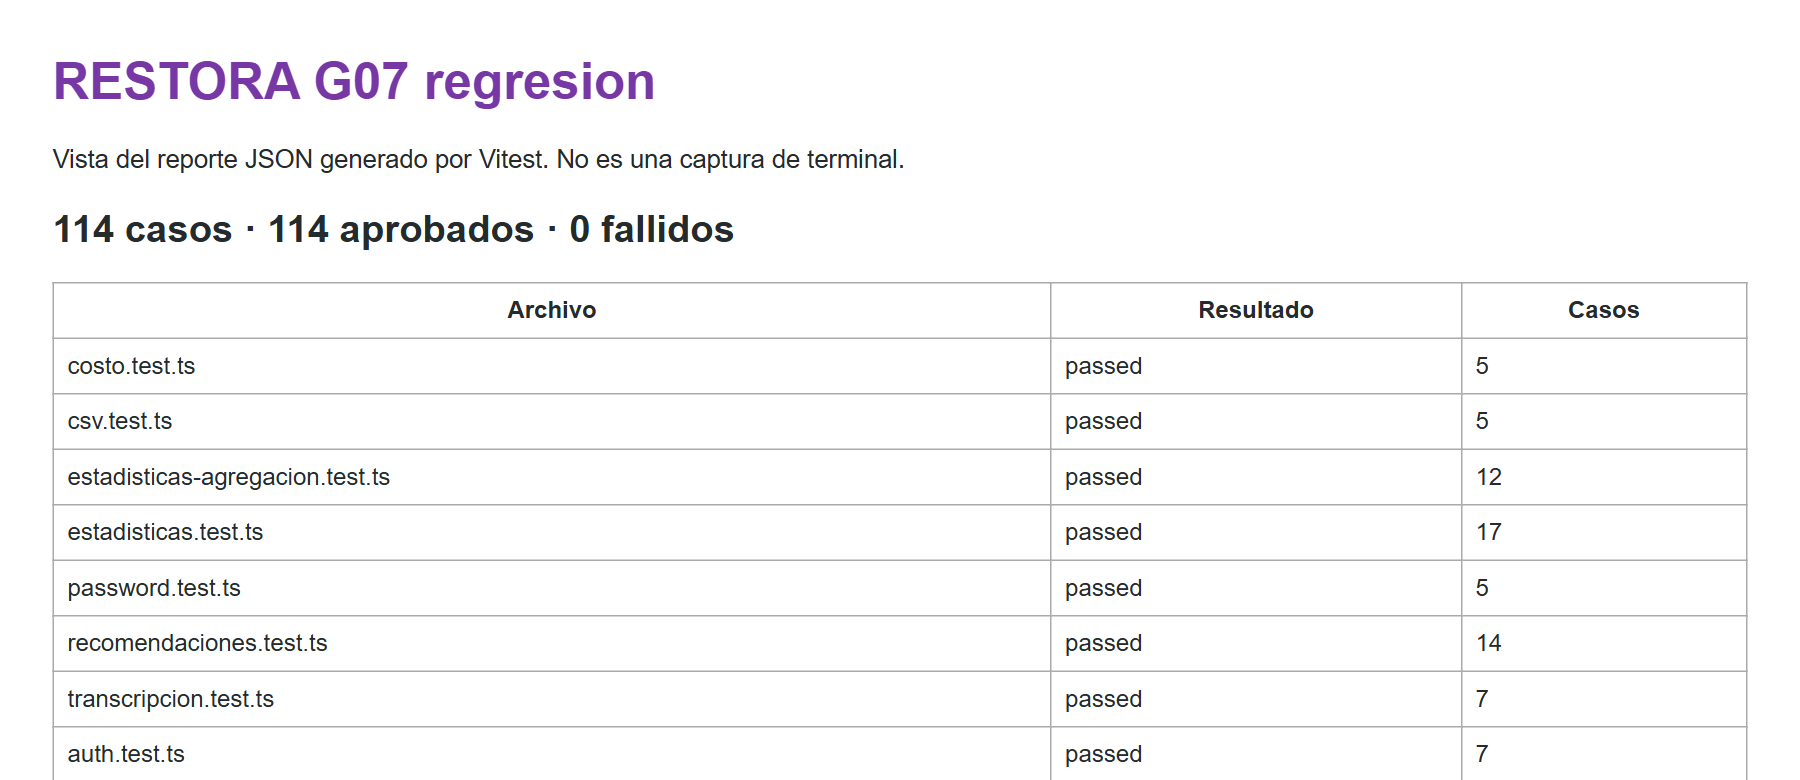 RESTORA G07 regresion
Vista del reporte JSON generado por Vitest. No es una captura de terminal.
114 casos · 114 aprobados · 0 fallidos
Archivo Resultado Casos
costo.test.ts passed 5
csv.test.ts passed 5
estadisticas-agregacion.test.ts passed 12
estadisticas.test.ts passed 17
password.test.ts passed 5
recomendaciones.test.ts passed 14
transcripcion.test.ts passed 7
auth.test.ts passed 7